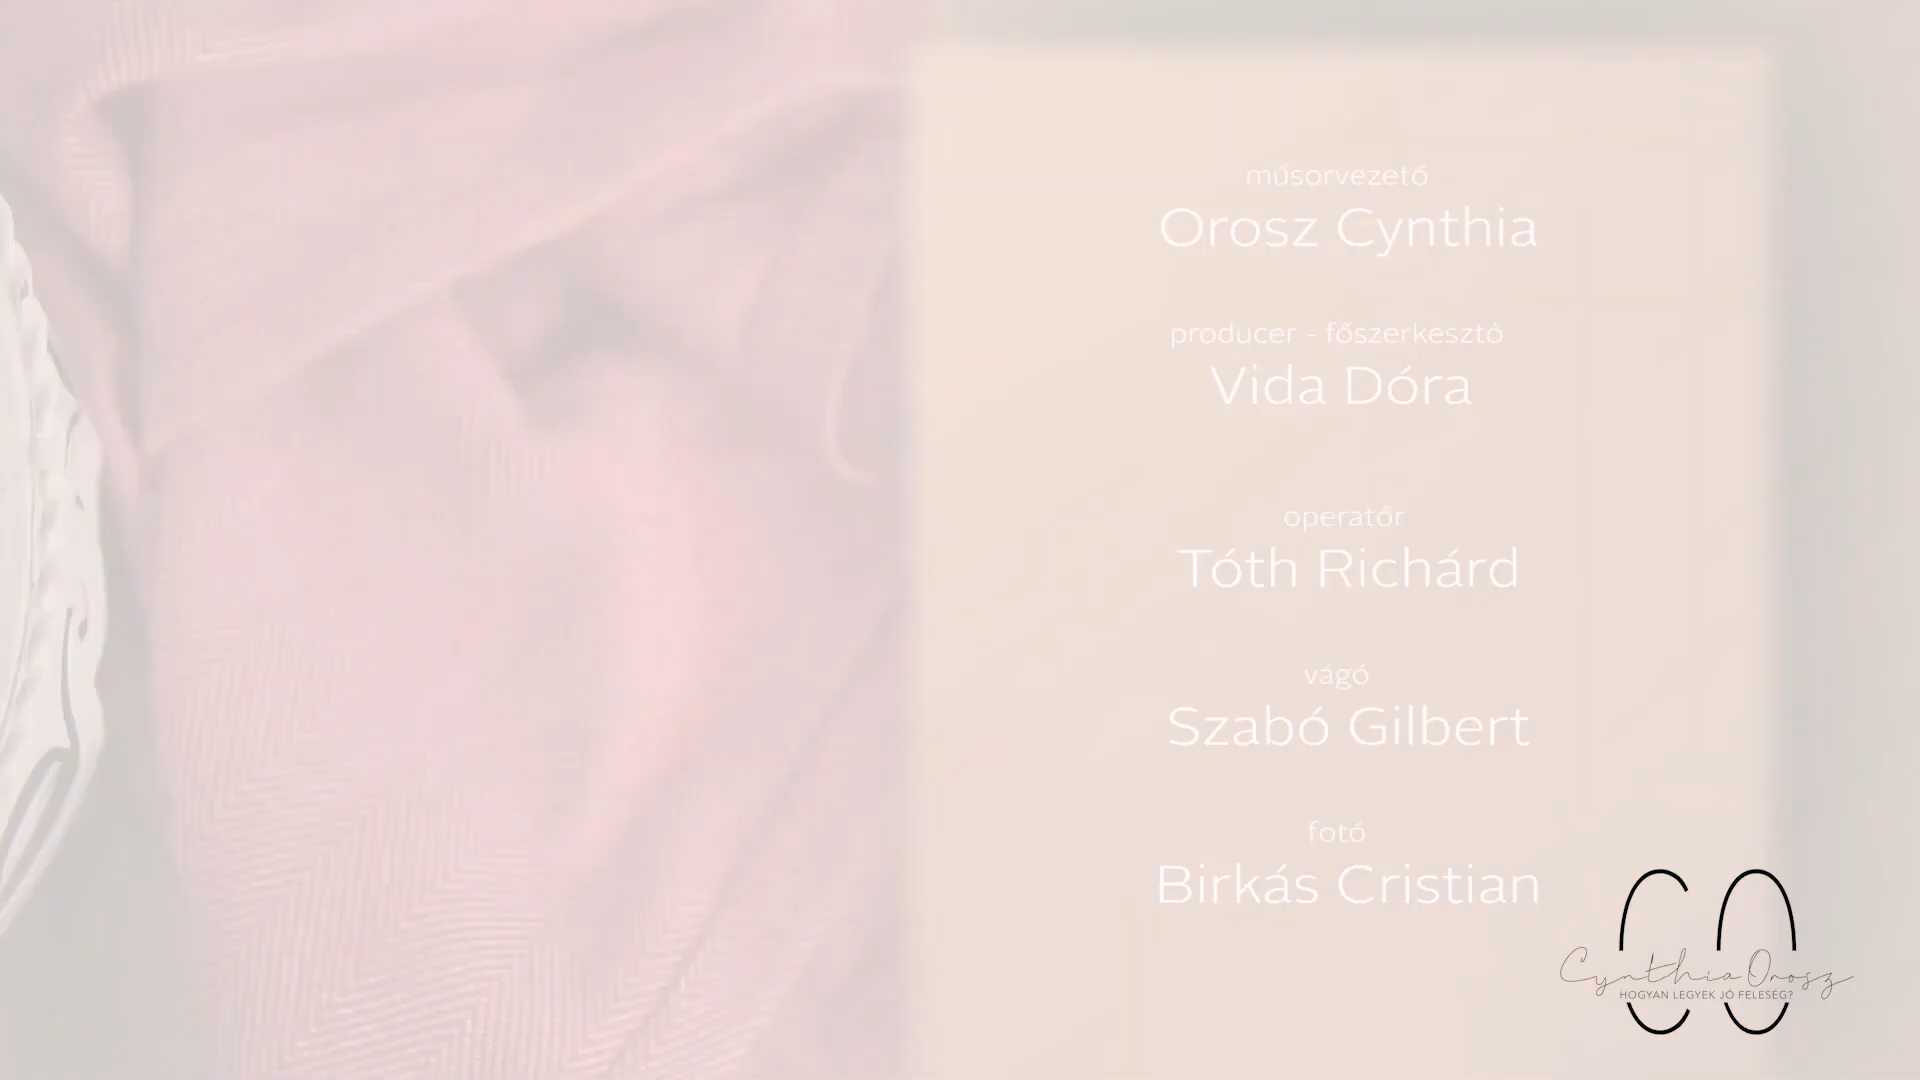 műsorvezető
Orosz Cynthia
producer - főszerkesztő
Vida Dóra
operatőr
Tóth Richárd
vágó
Szabó Gilbert
fotó
Birkás Cristian
CO
Cynthia Orosz
HOGYAN LEGYEK JÓ FELESÉG?